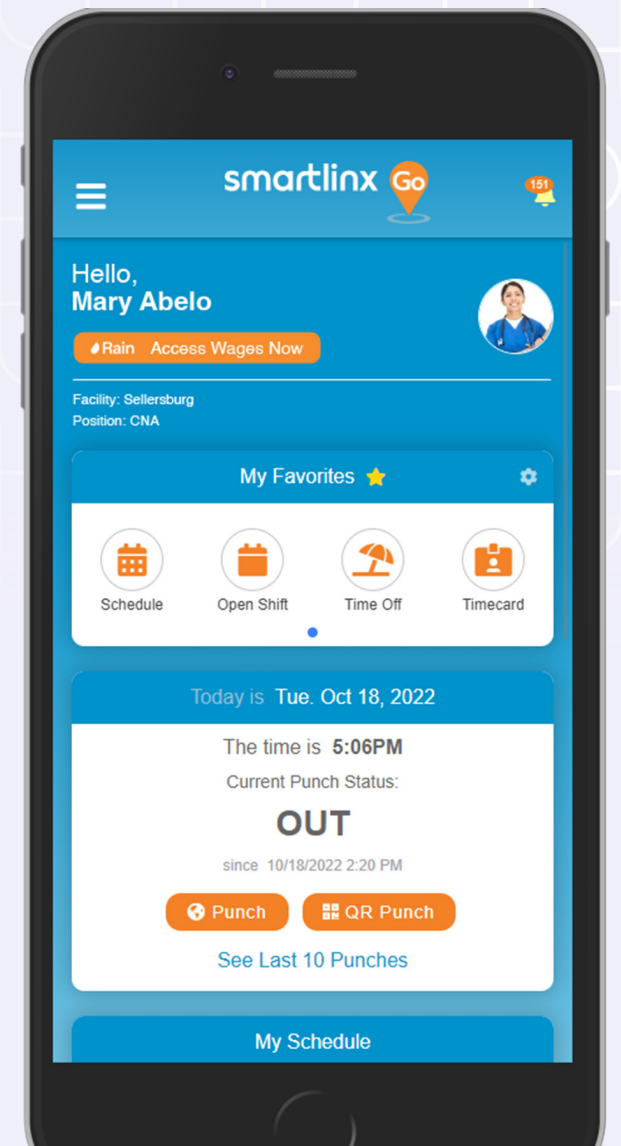 smartlinx Go
151
Hello,
Mary Abelo
Rain Access Wages Now
Facility: Sellersburg
Position: CNA
My Favorites
Schedule Open Shift Time Off Timecard
Today is Tue. Oct 18, 2022
The time is 5:06PM
Current Punch Status:
OUT
since 10/18/2022 2:20 PM
Punch QR Punch
See Last 10 Punches
My Schedule